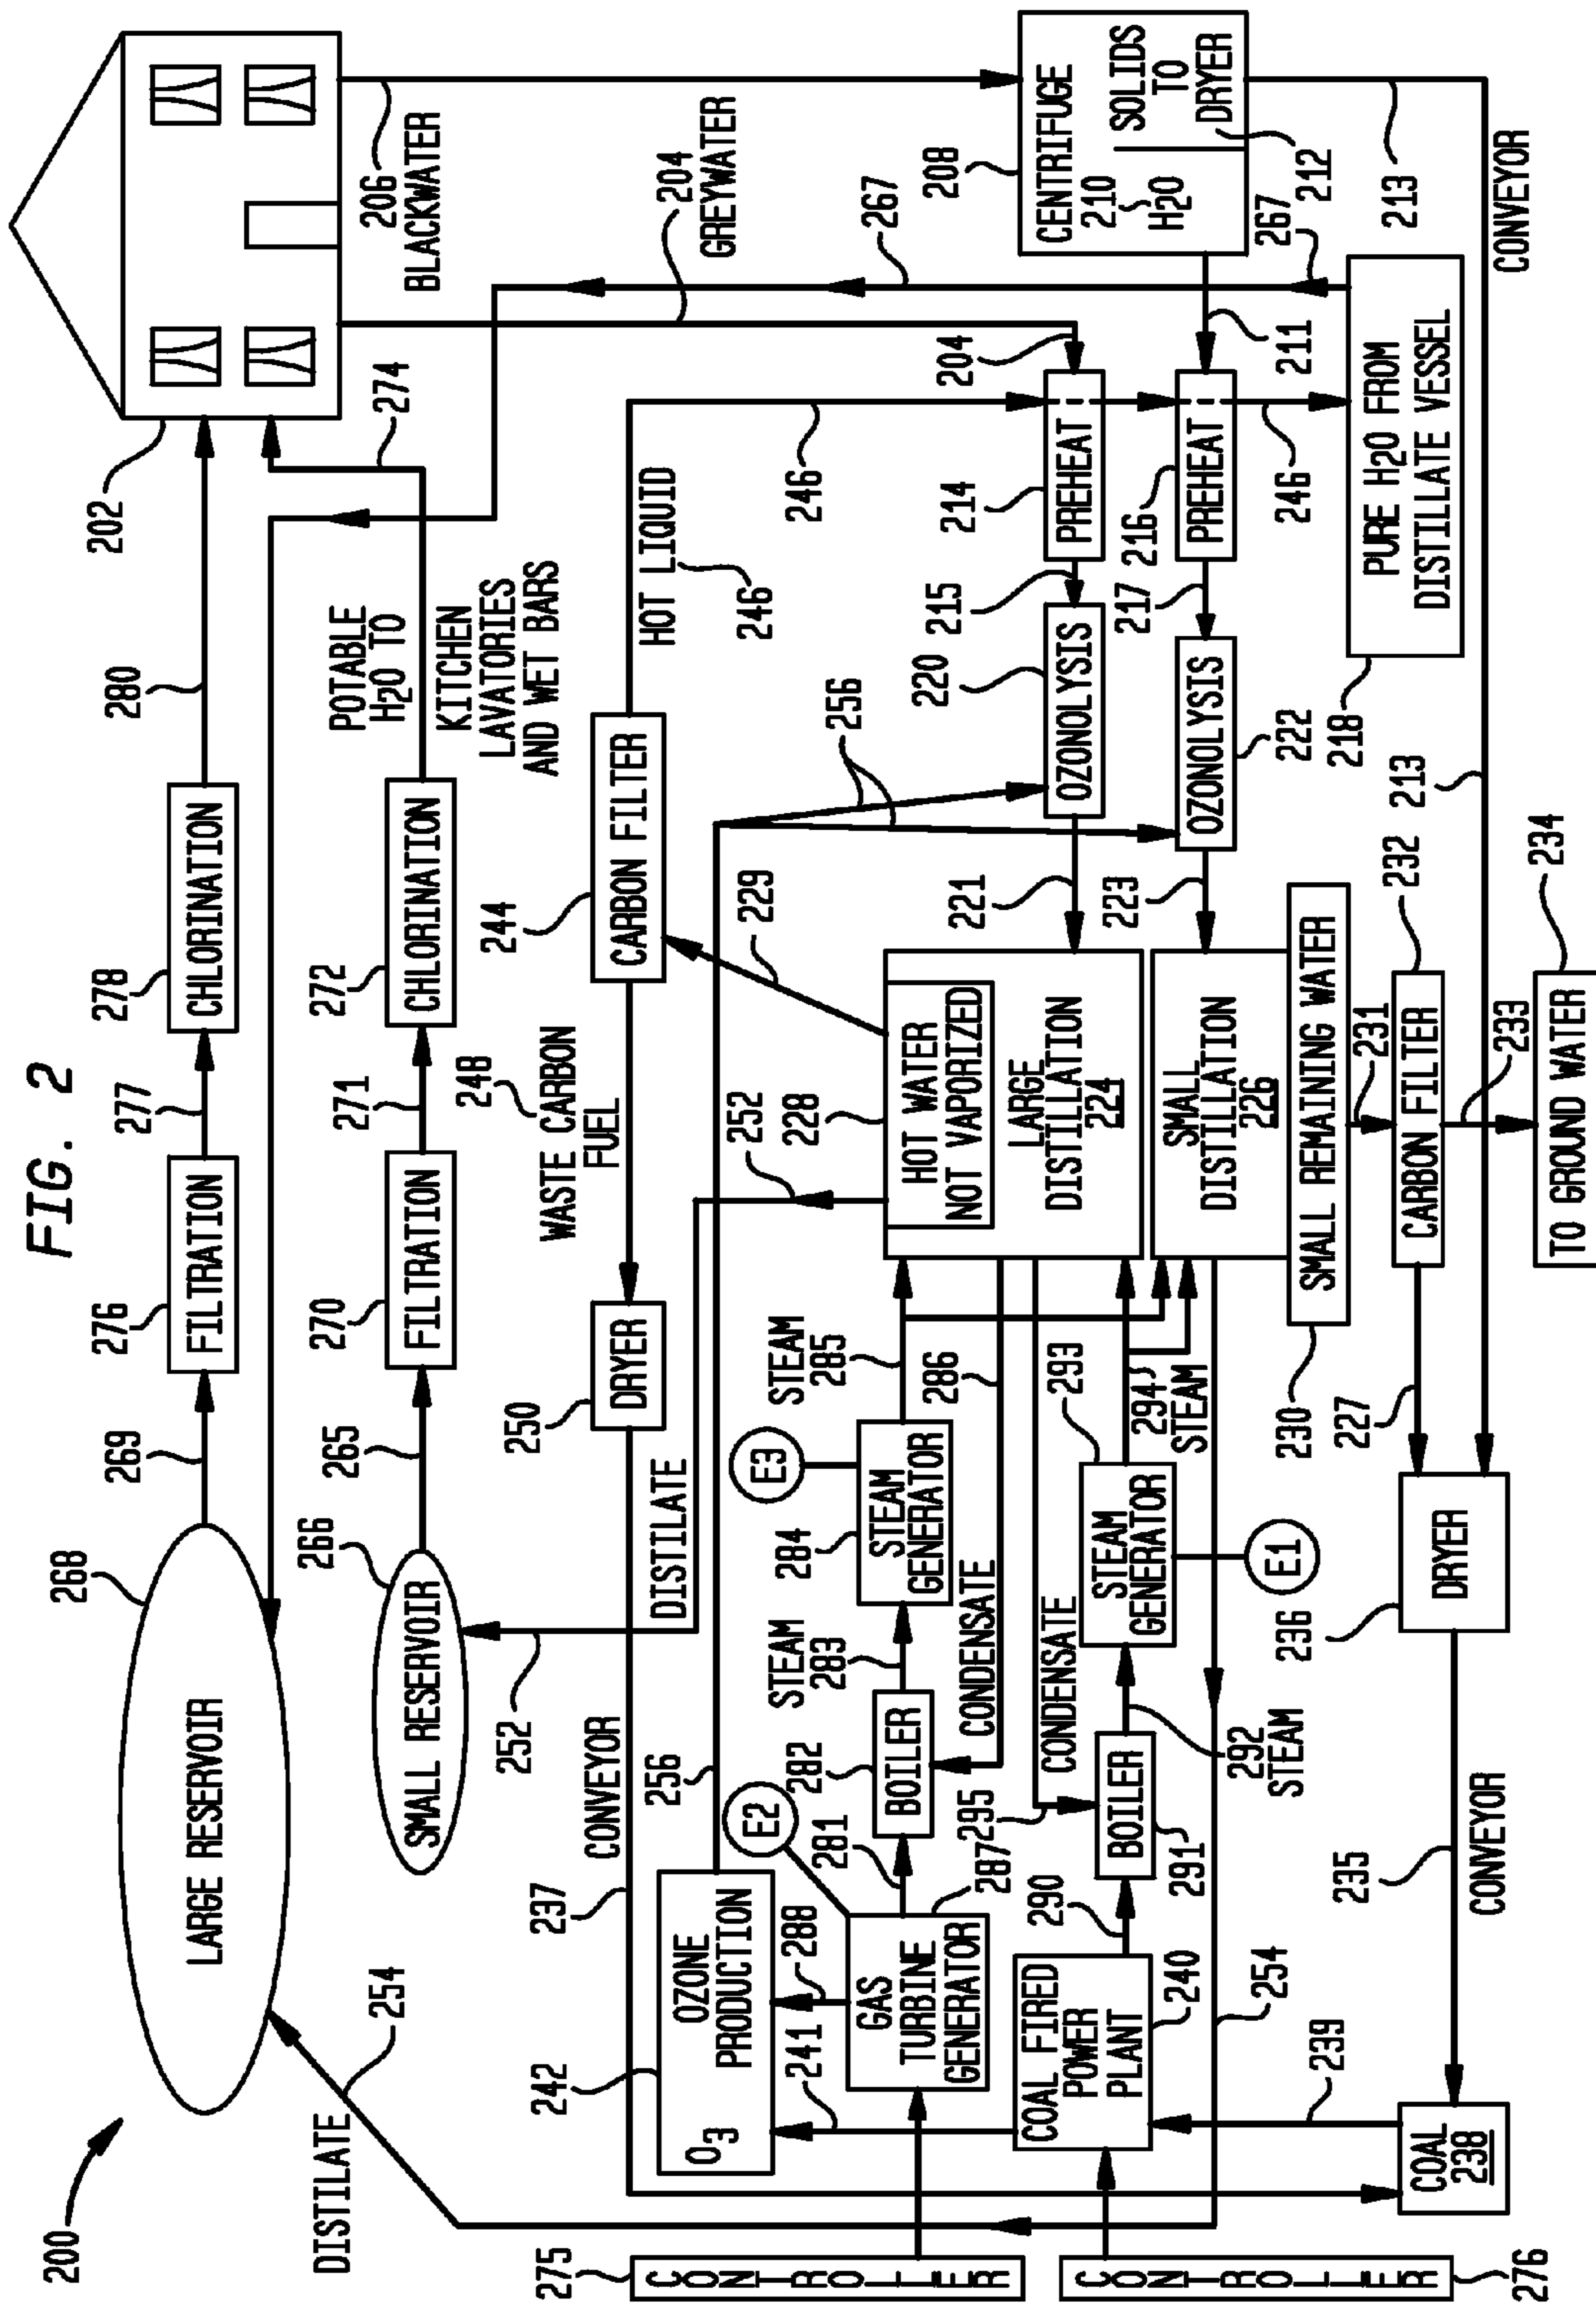 FIG. 2
200
202
280
278
CHLORINATION
277
276
FILTRATION
269
268
LARGE RESERVOIR
254
DISTILATE
274
POTABLE
H2O TO
KITCHEN
LAVATORIES
AND WET BARS
272
CHLORINATION
271
270
FILTRATION
265
266
SMALL RESERVOIR
252
DISTILATE
206
BLACKWATER
204
GREYWATER
267
HOT LIQUID
246
246
244
CARBON FILTER
248
WASTE CARBON
FUEL
250
DRYER
CONVEYOR
237
256
256
229
252
228
HOT WATER
NOT VAPORIZED
LARGE
DISTILLATION
224
221
220
OZONOLYSIS
215
214
PREHEAT
204
208
CENTRIFUGE
210
H2O
SOLIDS
TO
DRYER
212
211
267
213
CONVEYOR
216
PREHEAT
246
217
OZONOLYSIS
222
223
SMALL
DISTILLATION
226
218
PURE H2O FROM
DISTILLATE VESSEL
213
SMALL REMAINING WATER
230
231
232
CARBON FILTER
233
234
TO GROUND WATER
227
DRYER
236
235
CONVEYOR
COAL
238
239
242
OZONE
PRODUCTION
O3
241
288
E2
GAS
TURBINE
GENERATOR
287
281
282
BOILER
STEAM
283
284
STEAM
GENERATOR
E3
STEAM
285
286
CONDENSATE
CONDENSATE
295
COAL FIRED
POWER
PLANT
240
290
BOILER
291
292
STEAM
293
STEAM
GENERATOR
E1
294
STEAM
254
275
CONTROLLER
CONTROLLER
276